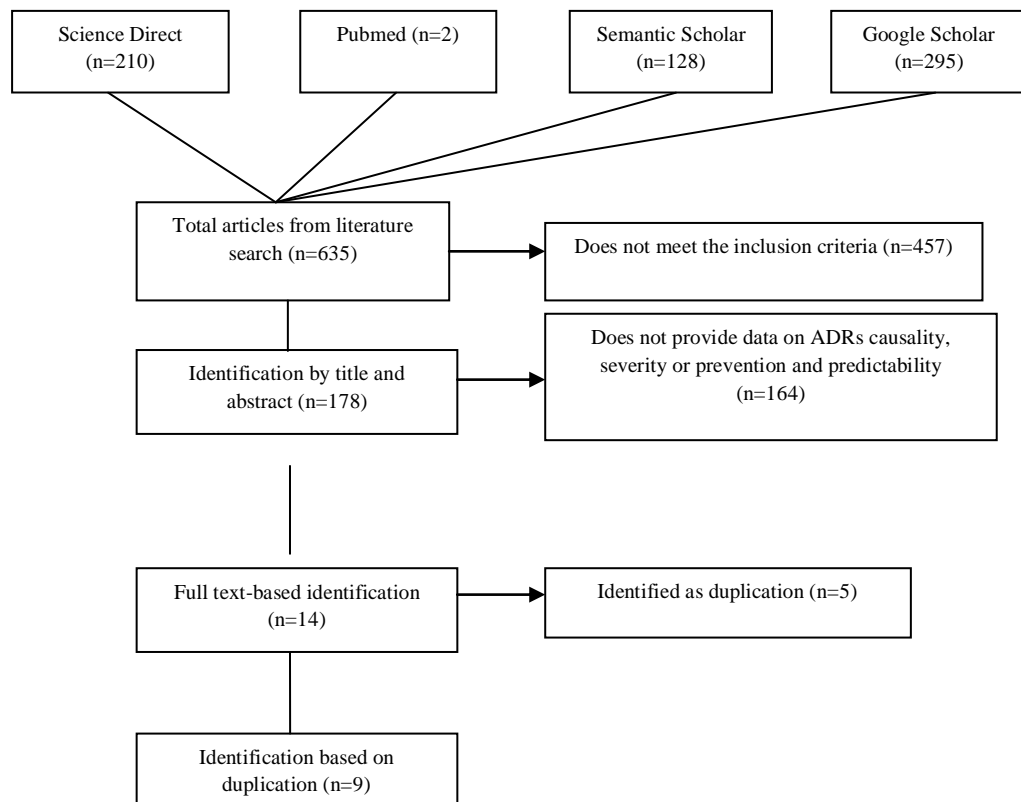 Science Direct
(n=210)
Pubmed (n=2)
Semantic Scholar
(n=128)
Google Scholar
(n=295)
Total articles from literature
search (n=635)
Does not meet the inclusion criteria (n=457)
Does not provide data on ADRs causality,
severity or prevention and predictability
(n=164)
Identification by title and
abstract (n=178)
Full text-based identification
(n=14)
Identified as duplication (n=5)
Identification based on
duplication (n=9)